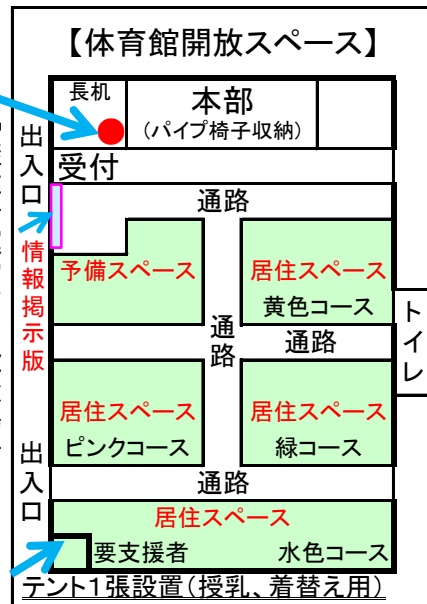 【体育館開放スペース】
長机
本部
（パイプ椅子収納）
受付
出入口
通路
情報掲示版
予備スペース
居住スペース
黄色コース
通路
通路
トイレ
居住スペース
ピンクコース
居住スペース
緑コース
出入口
通路
居住スペース
要支援者
水色コース
テント1張設置（授乳、着替え用）